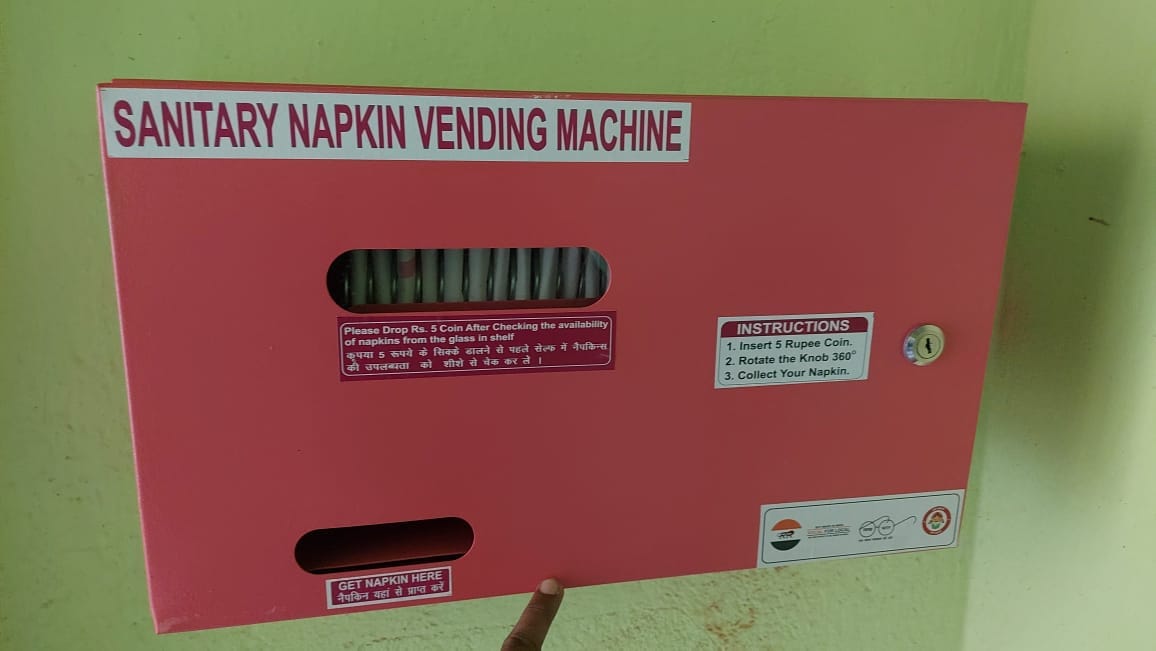 SANITARY NAPKIN VENDING MACHINE
Please Drop Rs. 5 Coin After Checking the availability
of napkins from the glass in shelf
कृपया 5 रूपये के सिक्के डालने से पहले सेल्फ में नैपकिन्स
की उपलब्धता को शीशे से चेक कर ले ।
INSTRUCTIONS
1. Insert 5 Rupee Coin.
2. Rotate the Knob 360°
3. Collect Your Napkin.
GET NAPKIN HERE
नैपकिन यहां से प्राप्त करें
FOR LOCAL